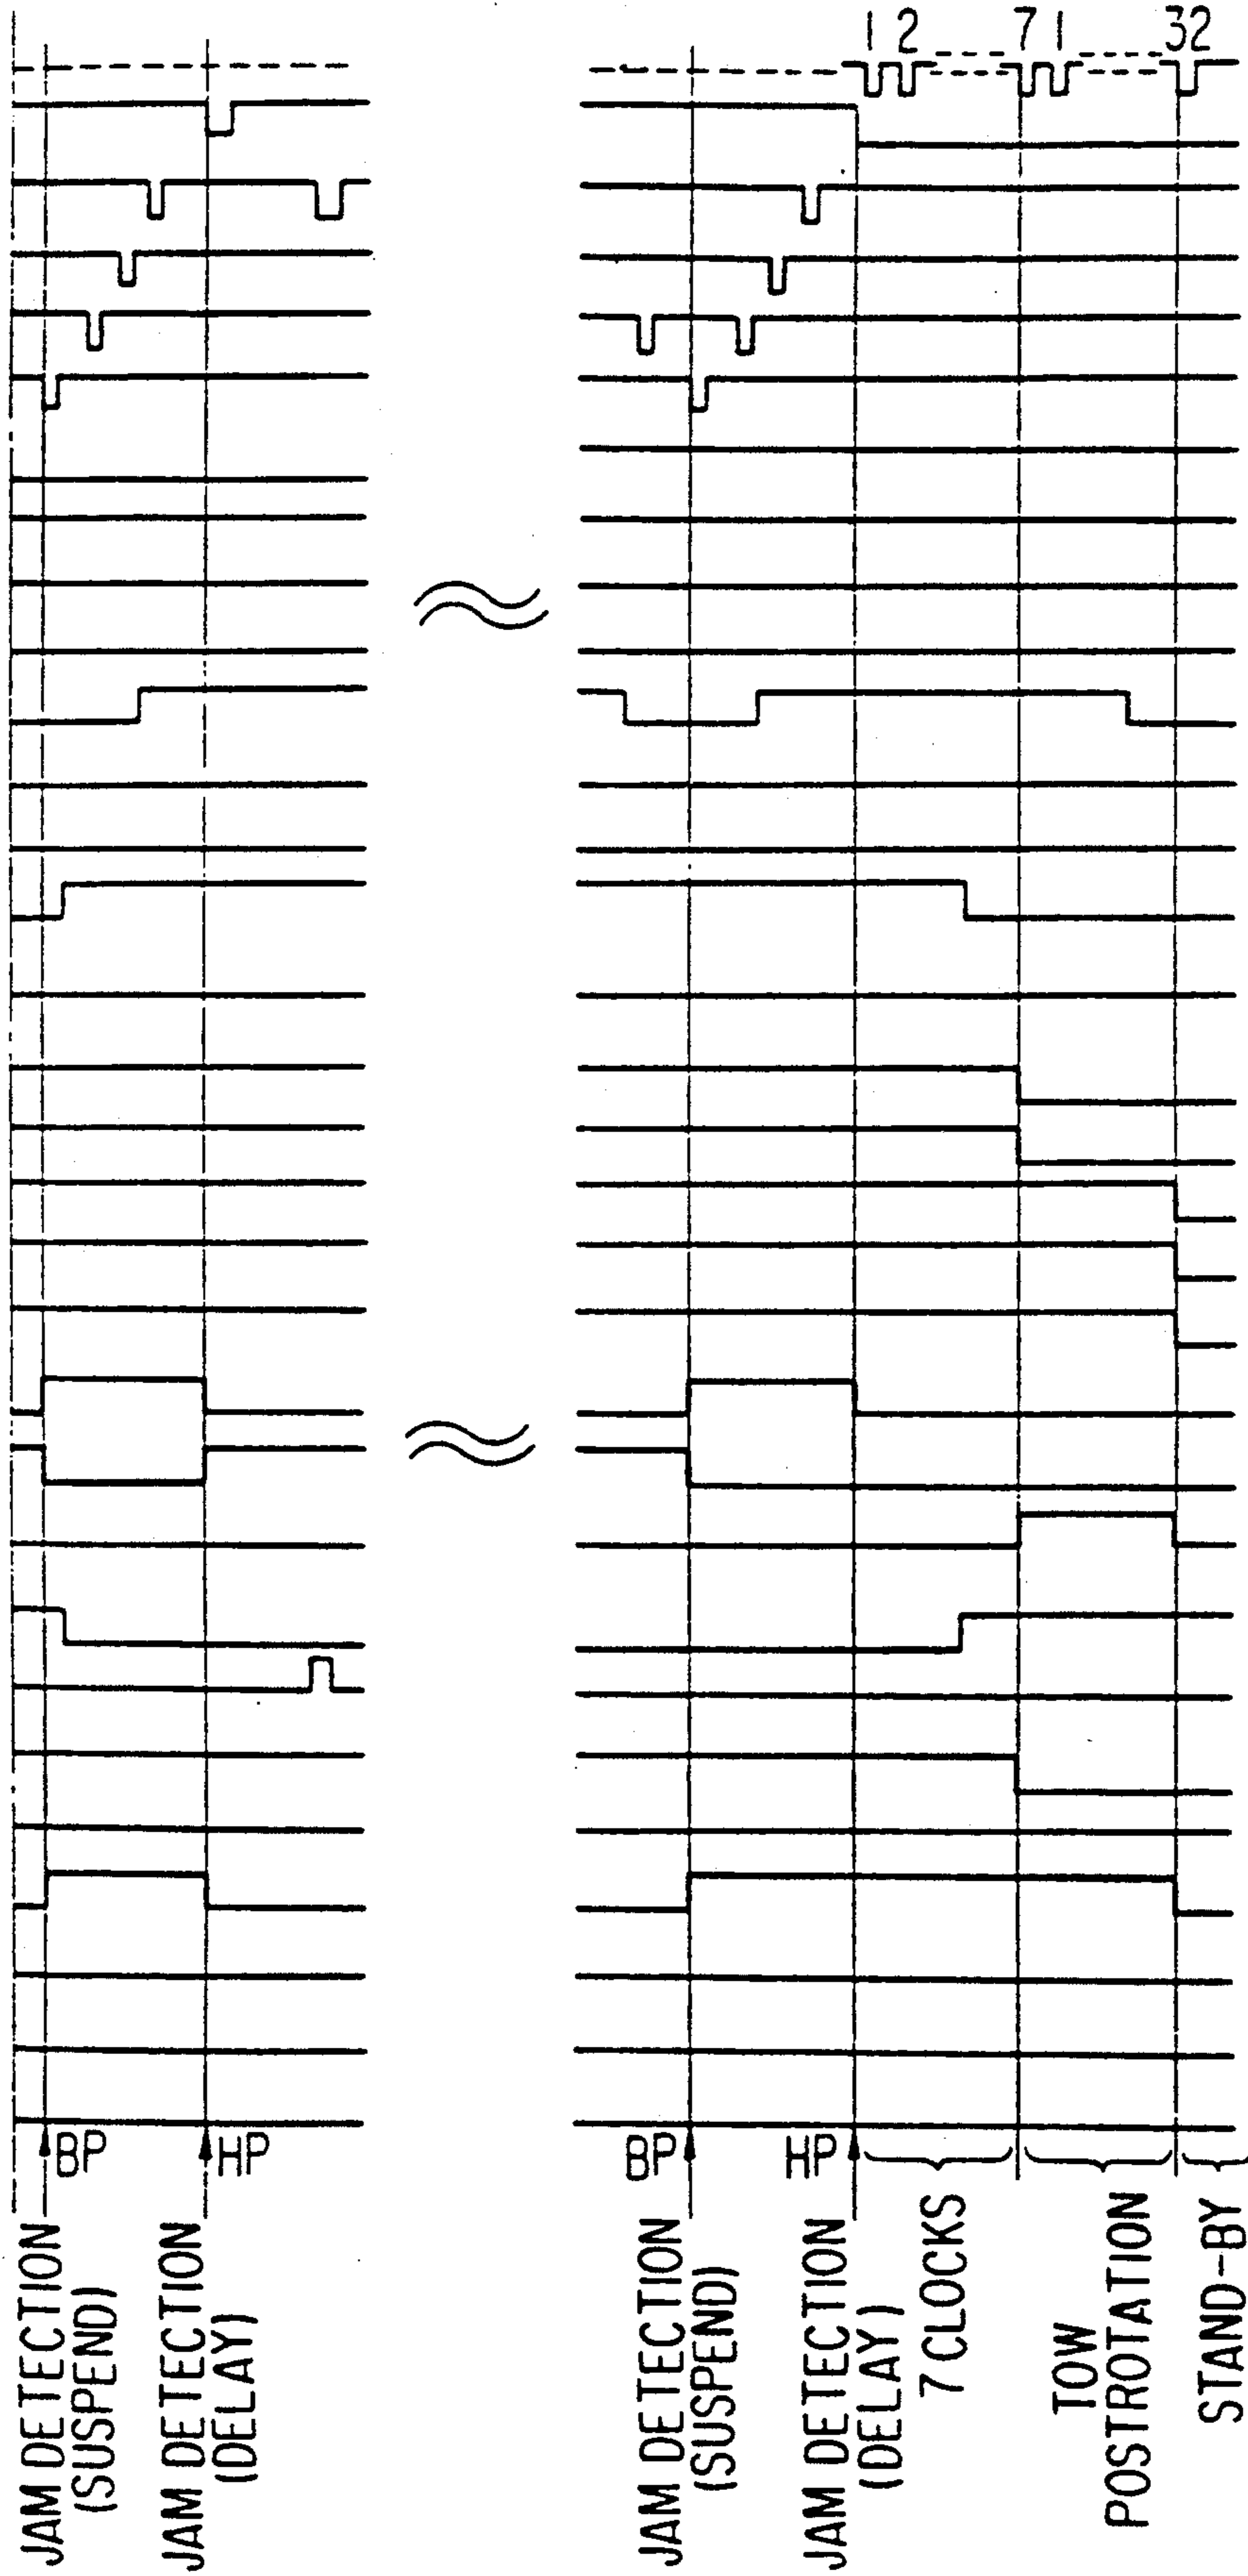 1 2 7 1 32
BP HP BP HP
JAM DETECTION
(SUSPEND)
JAM DETECTION
(DELAY)
JAM DETECTION
(SUSPEND)
JAM DETECTION
(DELAY)
7 CLOCKS
TOW
POSTROTATION
STAND-BY